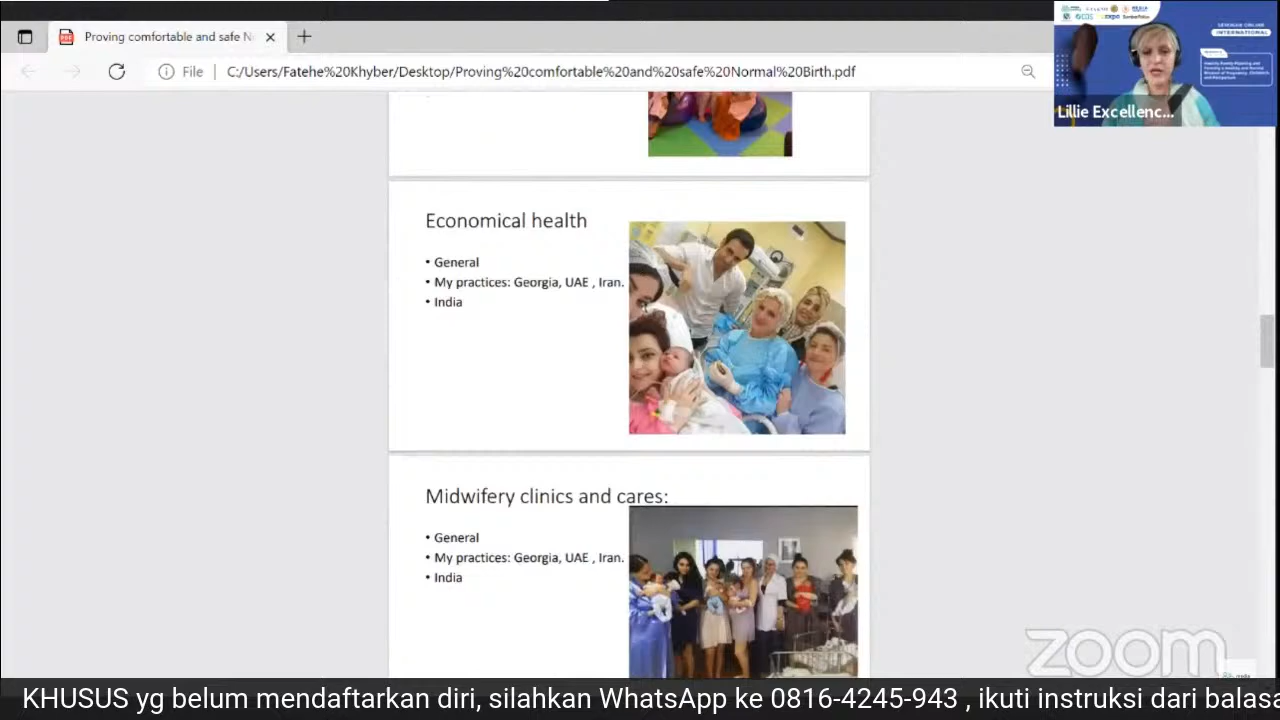 Proving comfortable and safe N
File
C:/Users/Fatehe%20Khyber/Desktop/Proving%20comfortable%20and%20safe%20Normal%20Birth.pdf
INTERNATIONAL
Lillie Excellenc...
Economical health
• General
• My practices: Georgia, UAE , Iran.
• India
Midwifery clinics and cares:
• General
• My practices: Georgia, UAE , Iran.
• India
zoom
KHUSUS yg belum mendaftarkan diri, silahkan WhatsApp ke 0816-4245-943 , ikuti instruksi dari balasa